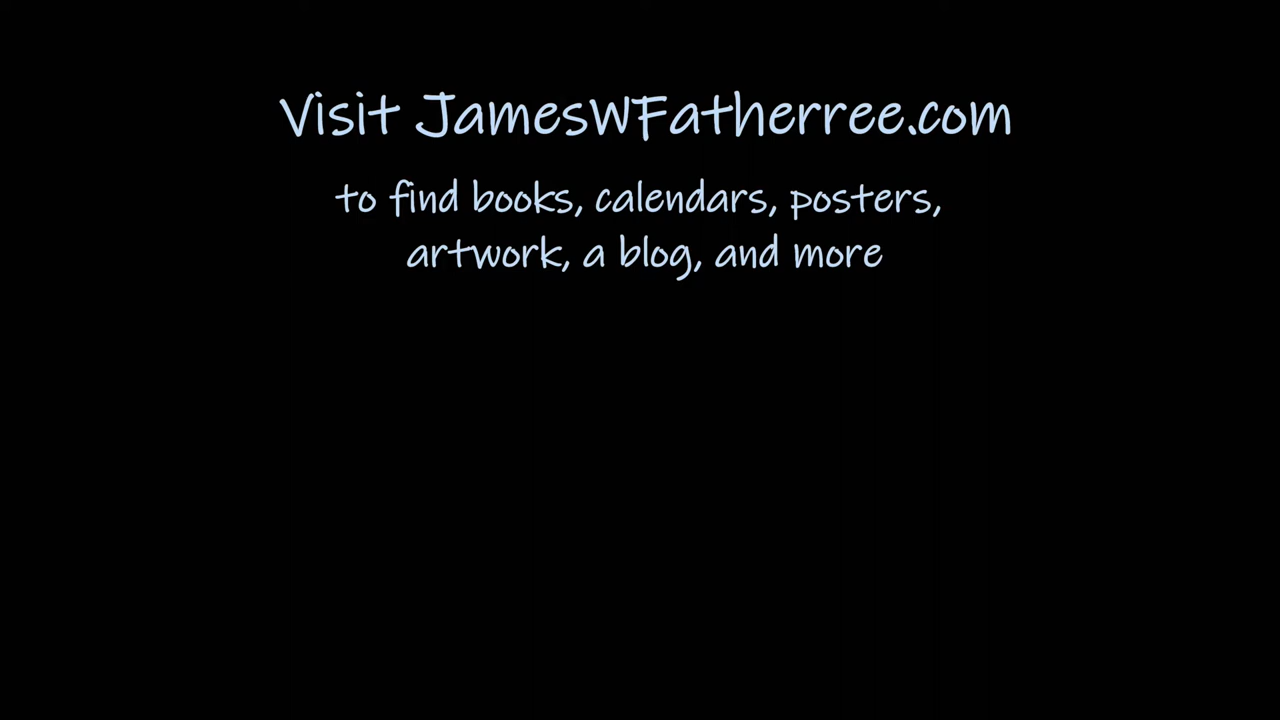 Visit JamesWFatherree.com
to find books, calendars, posters,
artwork, a blog, and more